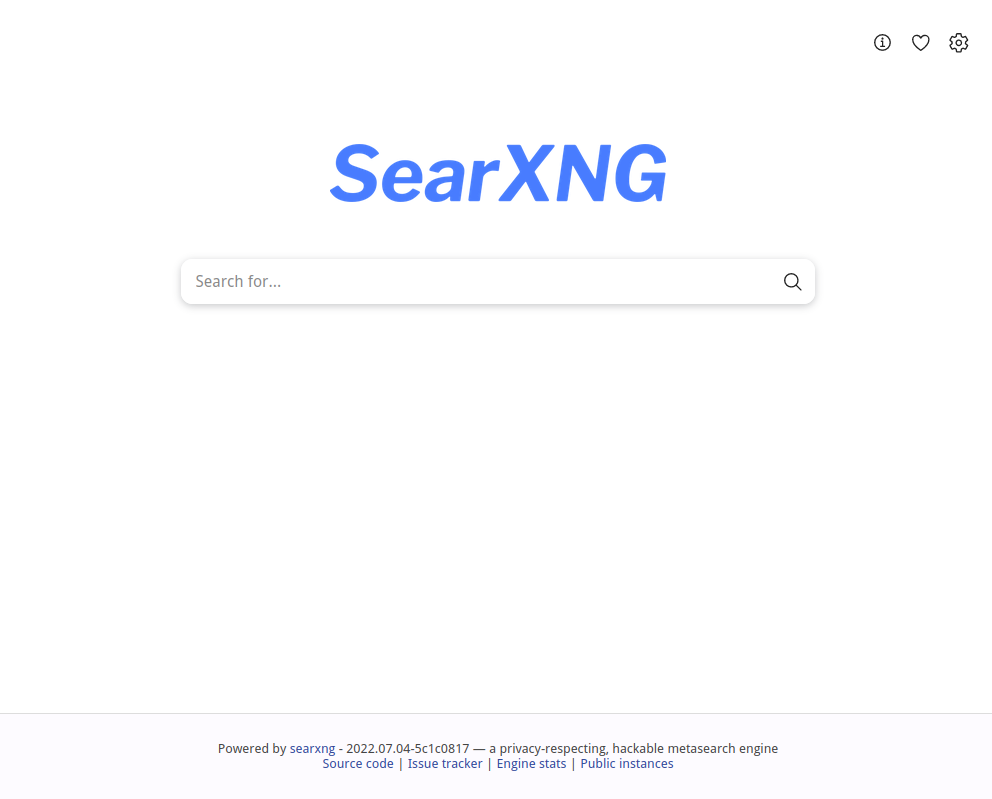 SearXNG
Search for...
Powered by searxng - 2022.07.04-5c1c0817 — a privacy-respecting, hackable metasearch engine
Source code | Issue tracker | Engine stats | Public instances